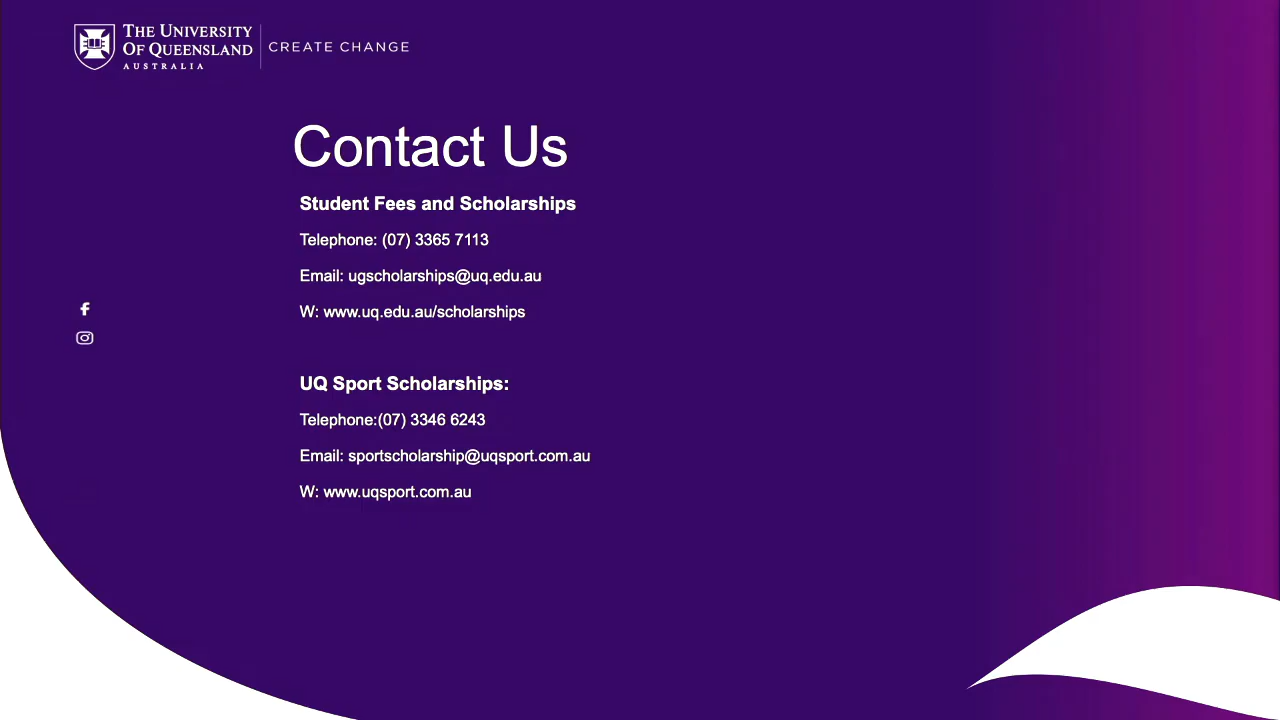 THE UNIVERSITY
OF QUEENSLAND
AUSTRALIA
CREATE CHANGE
Contact Us
Student Fees and Scholarships
Telephone: (07) 3365 7113
Email: ugscholarships@uq.edu.au
W: www.uq.edu.au/scholarships
UQ Sport Scholarships:
Telephone:(07) 3346 6243
Email: sportscholarship@uqsport.com.au
W: www.uqsport.com.au